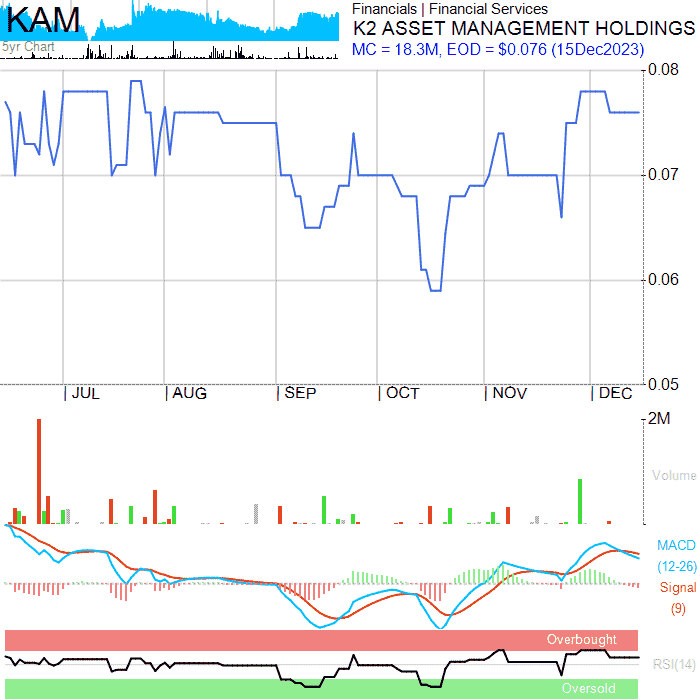 KAM
5yr Chart
Financials | Financial Services
K2 ASSET MANAGEMENT HOLDINGS
MC = 18.3M, EOD = $0.076 (15Dec2023)
0.08
0.07
0.06
0.05
| JUL | AUG | SEP | OCT | NOV | DEC
2M
Volume
MACD
(12-26)
Signal
(9)
Overbought
RSI(14)
Oversold